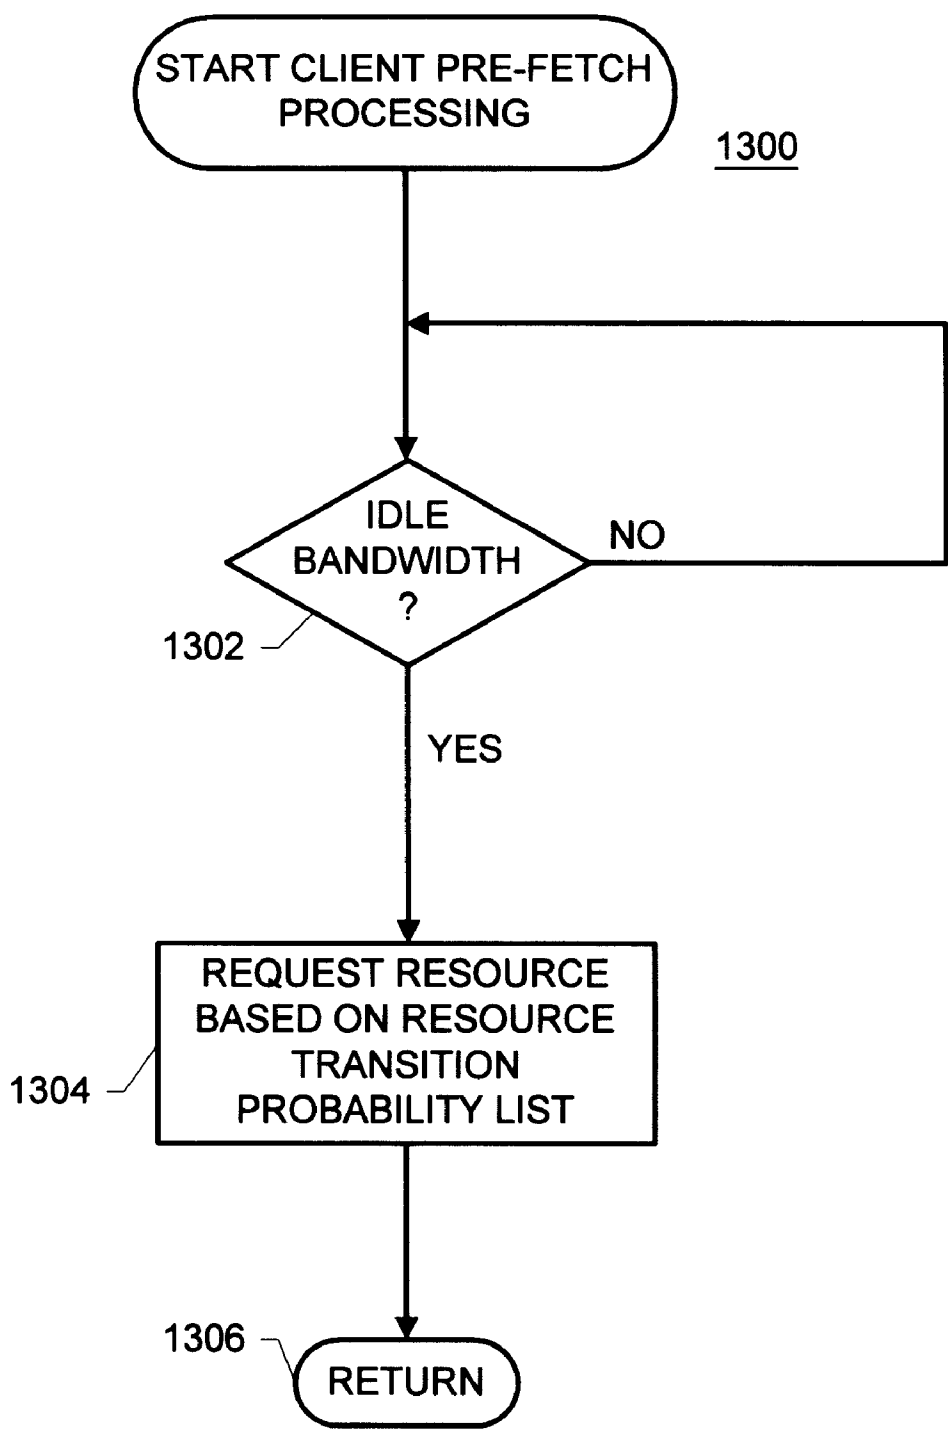 START CLIENT PRE-FETCH
PROCESSING
1300
IDLE
BANDWIDTH
?
NO
1302
YES
REQUEST RESOURCE
BASED ON RESOURCE
TRANSITION
PROBABILITY LIST
1304
1306
RETURN